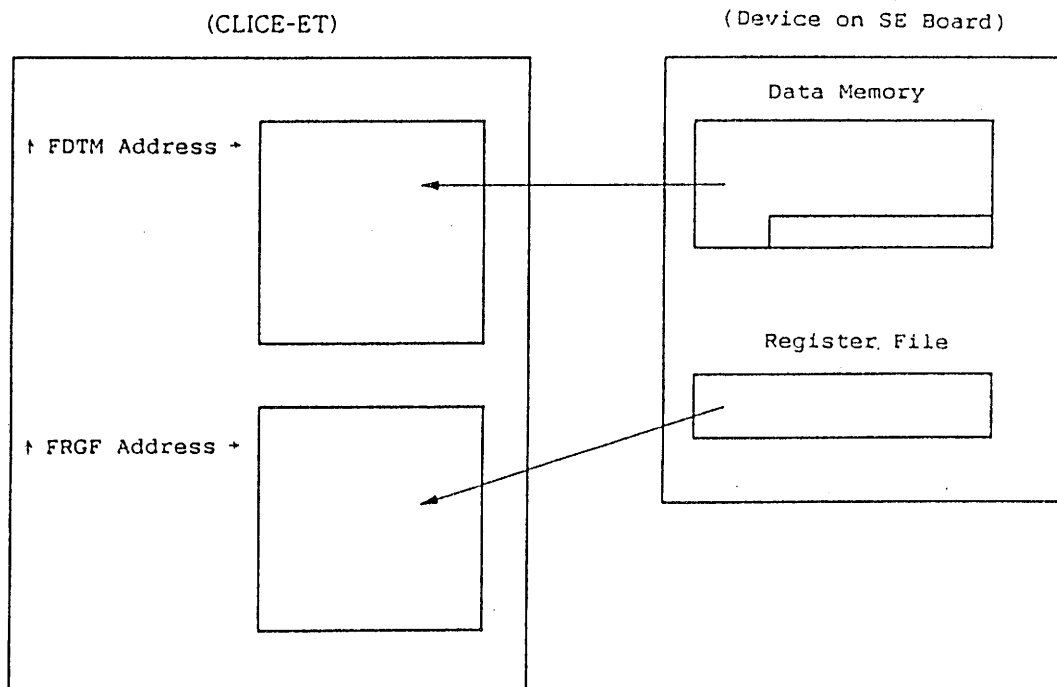 (CLICE-ET)
(Device on SE Board)
Data Memory
↑ FDTM Address →
Register File
↑ FRGF Address →